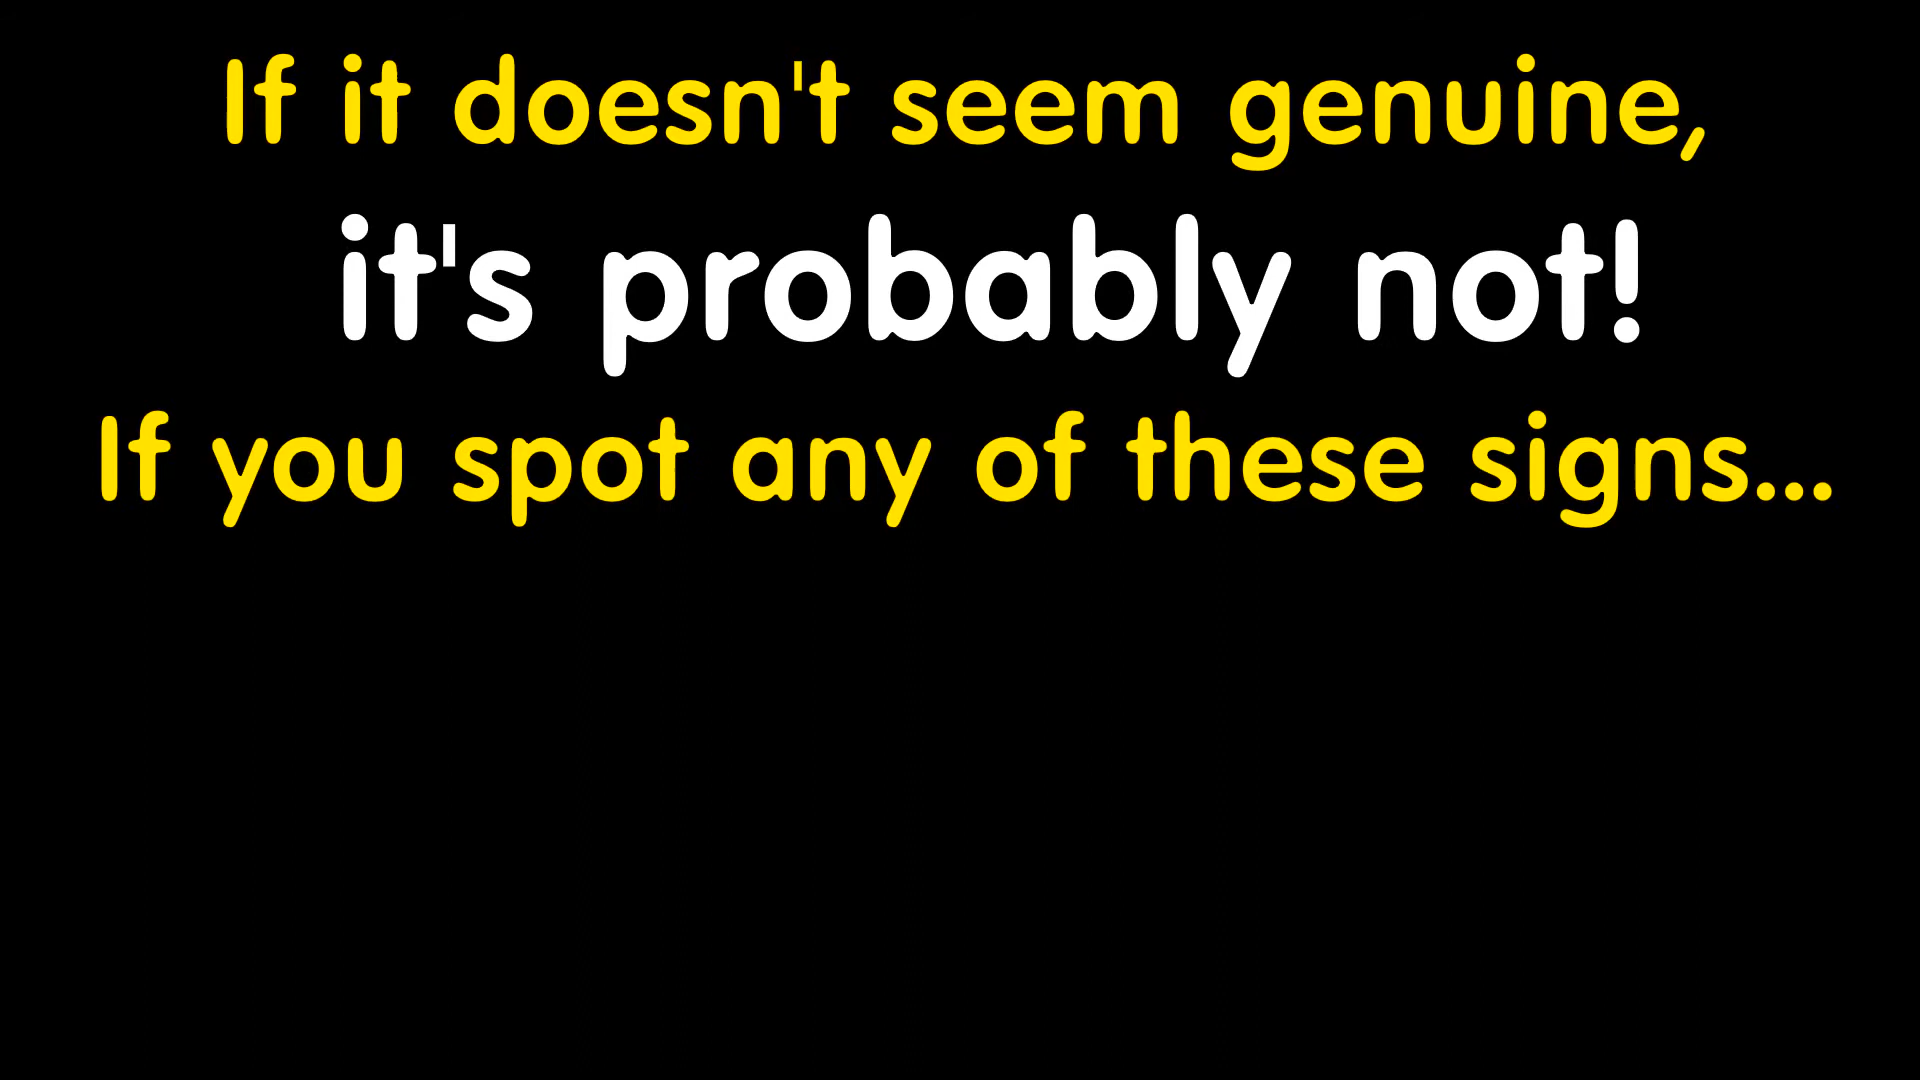 If it doesn't seem genuine,
it's probably not!
If you spot any of these signs...